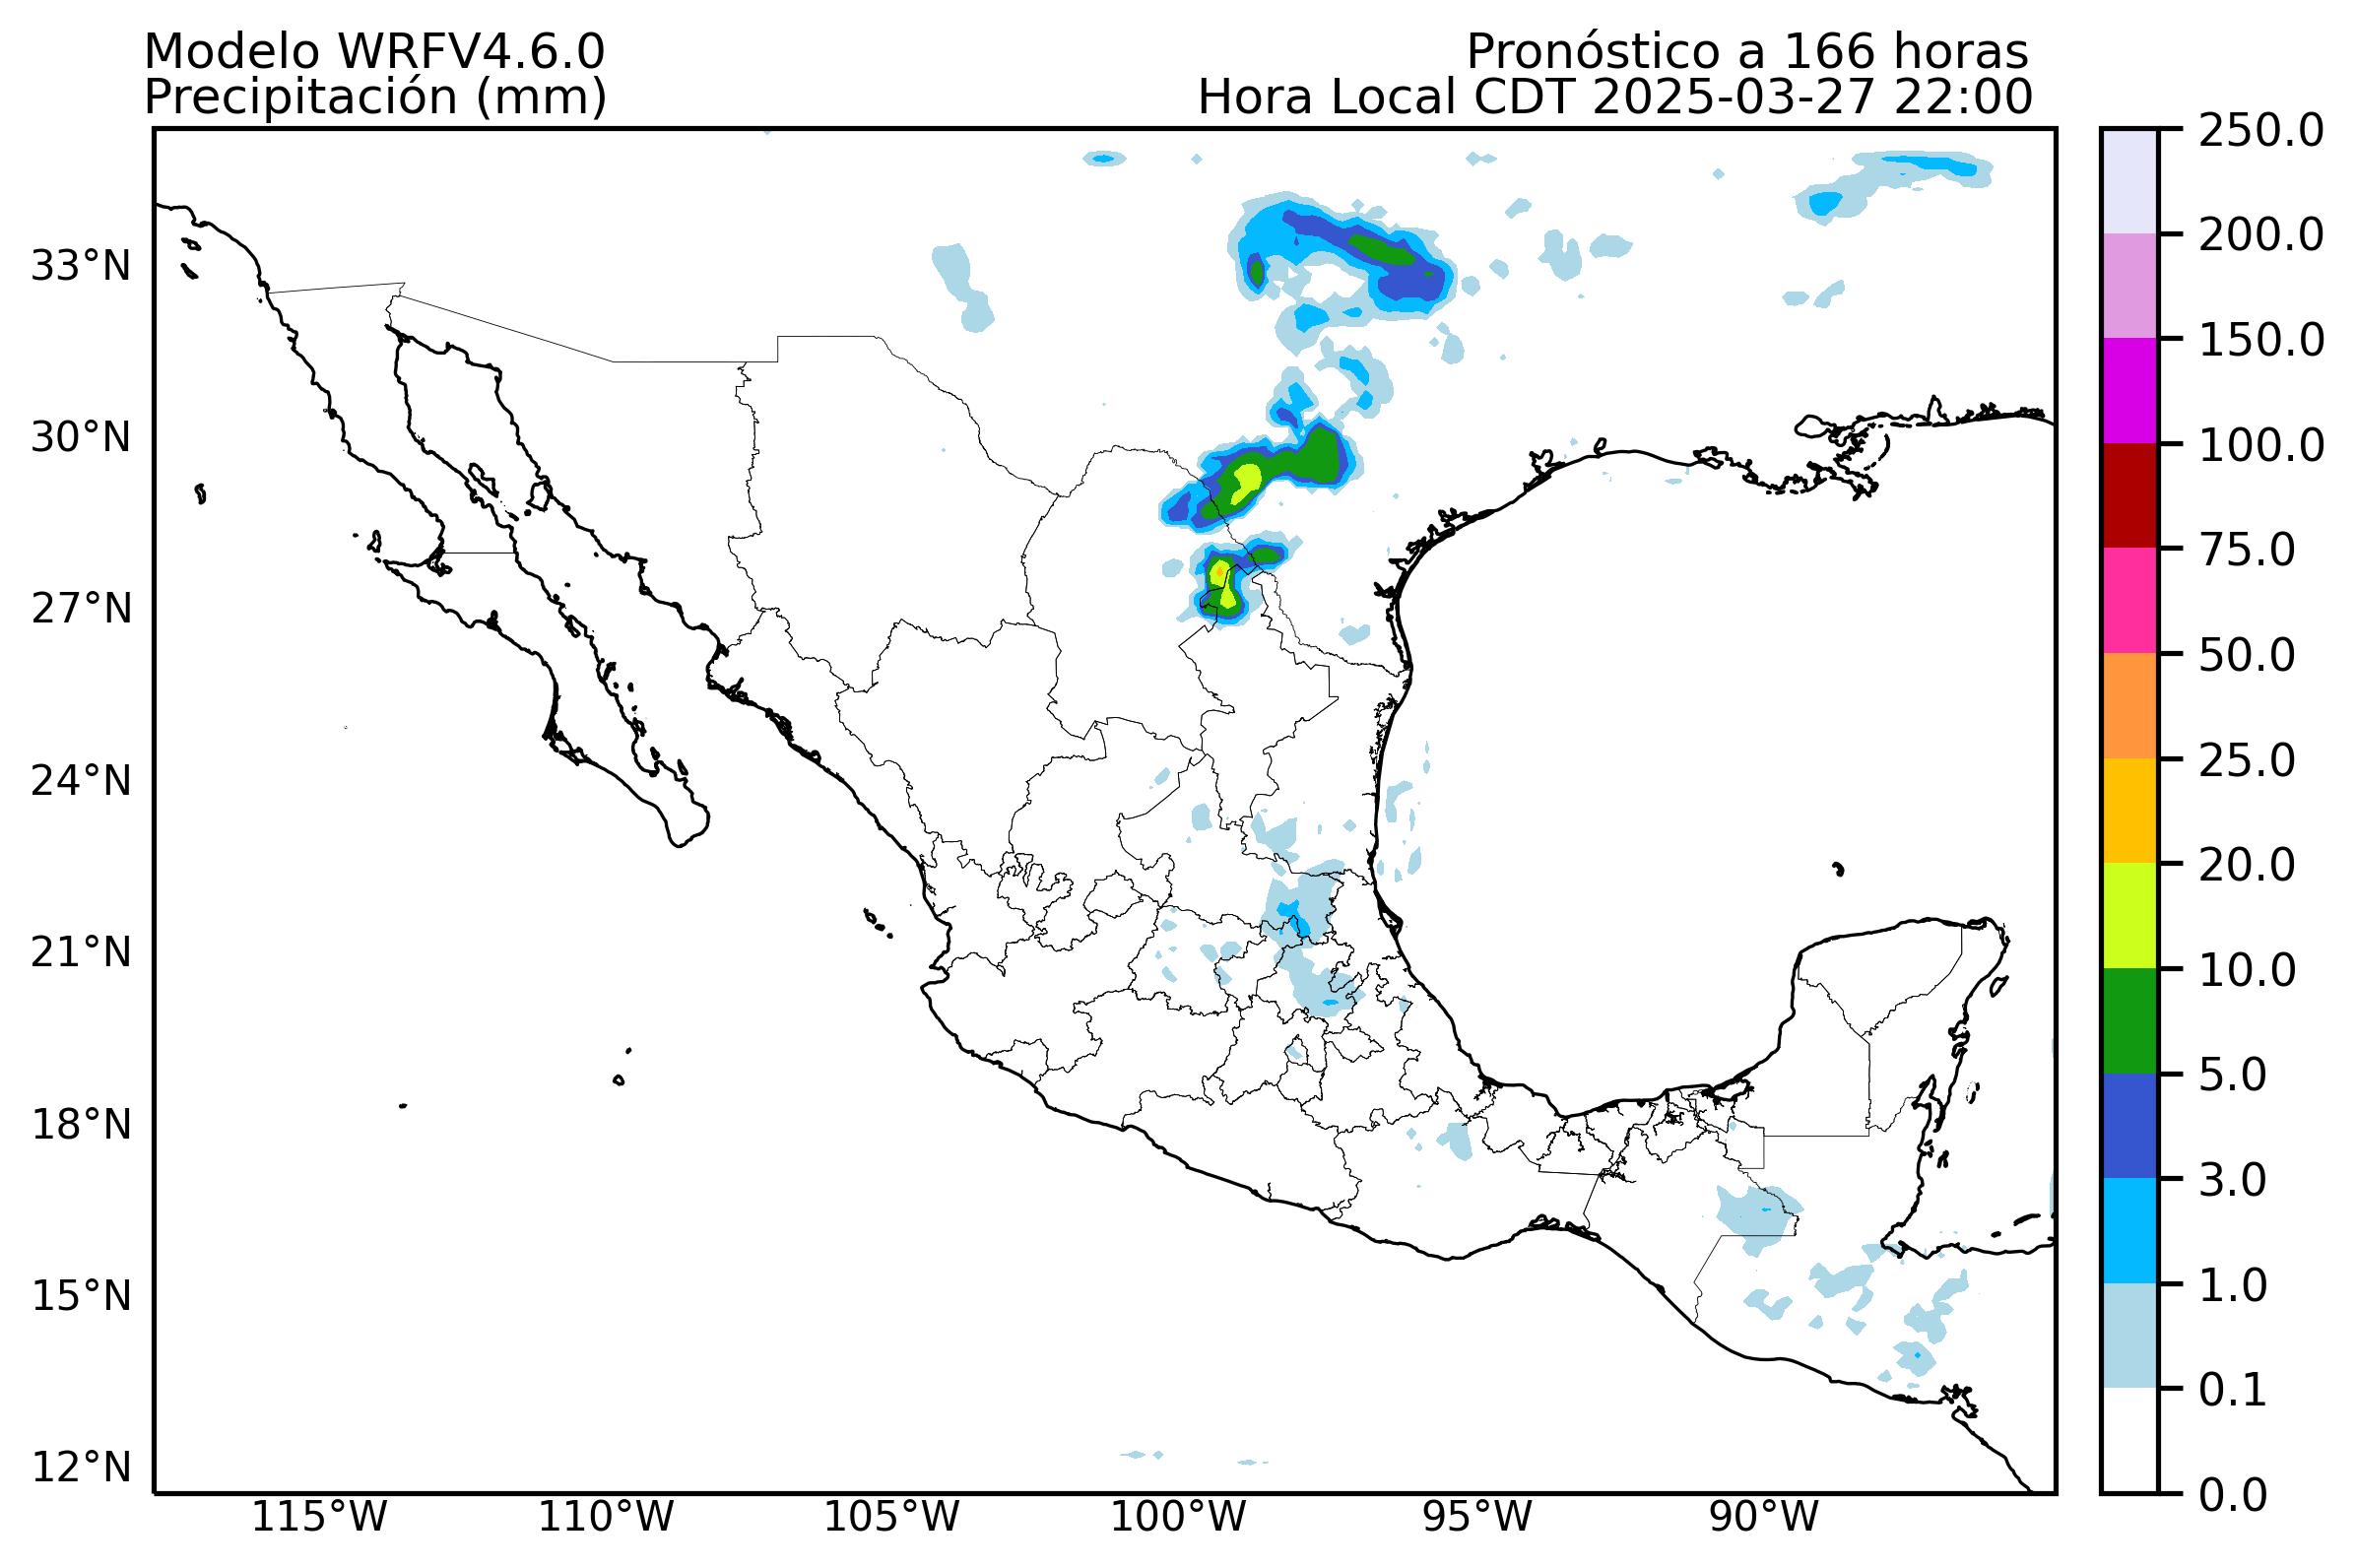 Modelo WRFV4.6.0
Precipitación (mm)
Pronóstico a 166 horas
Hora Local CDT 2025-03-27 22:00
33°N
30°N
27°N
24°N
21°N
18°N
15°N
12°N
115°W
110°W
105°W
100°W
95°W
90°W
250.0
200.0
150.0
100.0
75.0
50.0
25.0
20.0
10.0
5.0
3.0
1.0
0.1
0.0